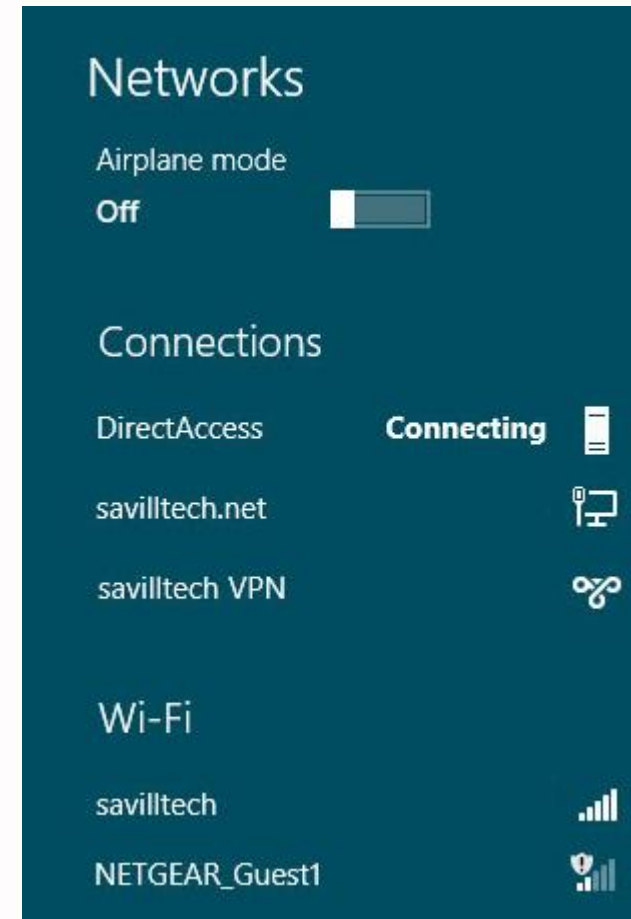 Networks
Airplane mode
Off
Connections
DirectAccess Connecting
savilltech.net
savilltech VPN
Wi-Fi
savilltech
NETGEAR_Guest1